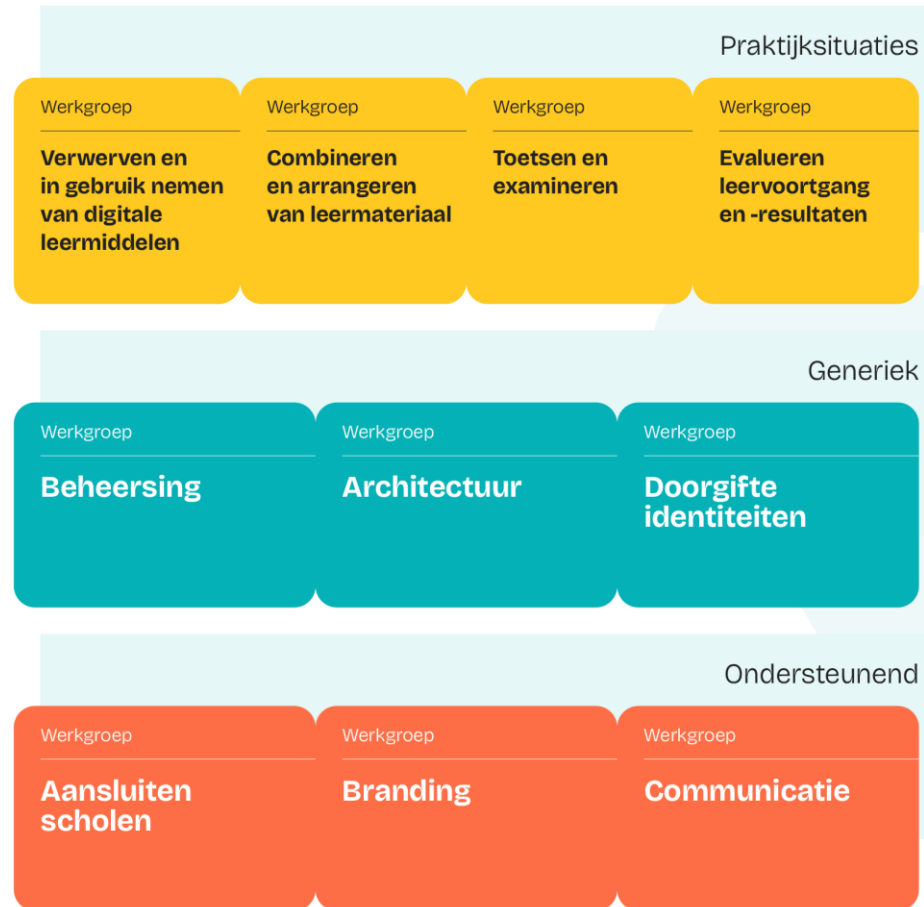 Praktijksituaties
Werkgroep
Verwerven en
in gebruik nemen
van digitale
leermiddelen
Werkgroep
Combineren
en arrangeren
van leermateriaal
Werkgroep
Toetsen en
examineren
Werkgroep
Evalueren
leervoortgang
en -resultaten
Generiek
Werkgroep
Beheersing
Werkgroep
Architectuur
Werkgroep
Doorgifte
identiteiten
Ondersteunend
Werkgroep
Aansluiten
scholen
Werkgroep
Branding
Werkgroep
Communicatie